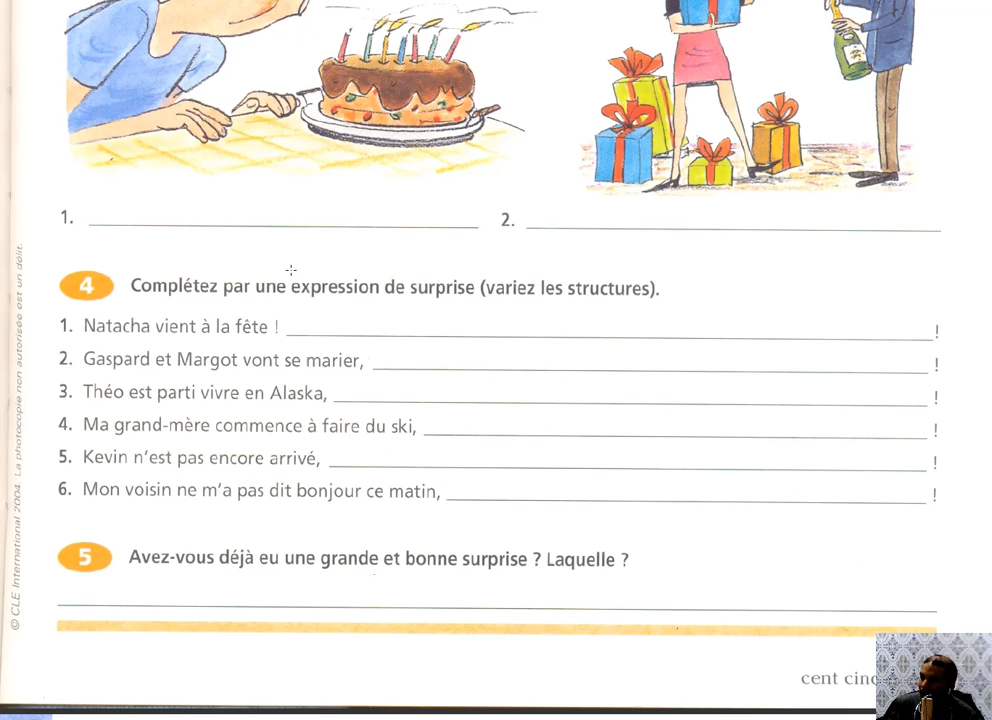 1.
2.
4 Complétez par une expression de surprise (variez les structures).
1. Natacha vient à la fête ! !
2. Gaspard et Margot vont se marier, !
3. Théo est parti vivre en Alaska, !
4. Ma grand-mère commence à faire du ski, !
5. Kevin n'est pas encore arrivé, !
6. Mon voisin ne m'a pas dit bonjour ce matin, !
5 Avez-vous déjà eu une grande et bonne surprise ? Laquelle ?
cent
© CLE International 2004. La photocopie non autorisée est un délit.